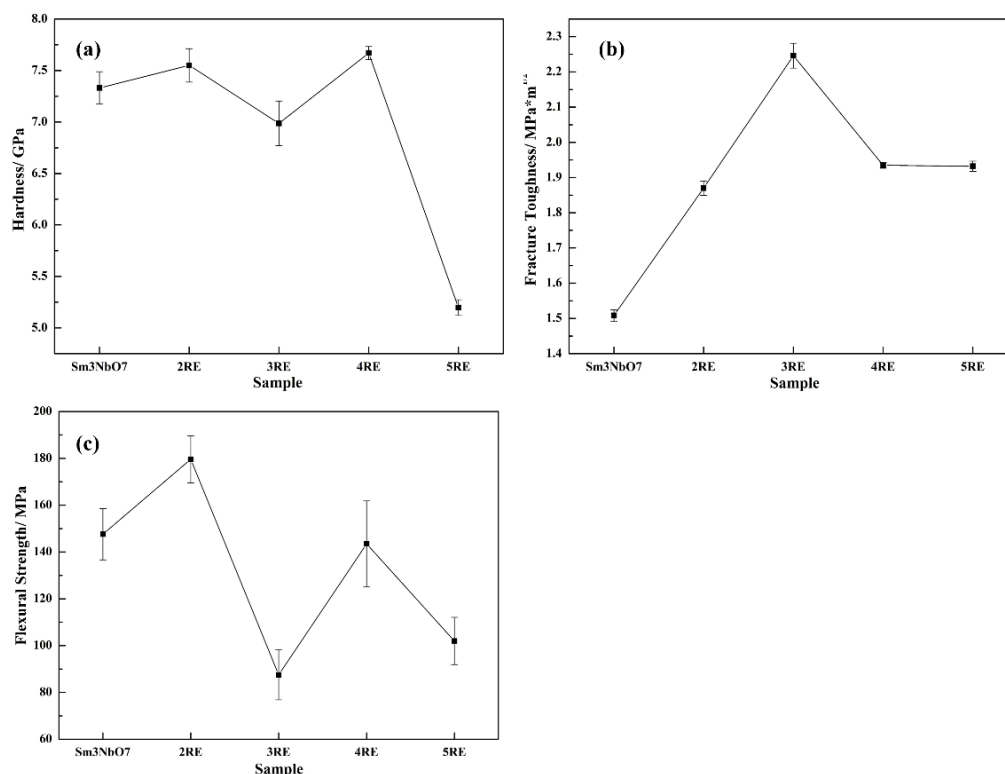 (a)
Hardness/ GPa
8.0
7.5
7.0
6.5
6.0
5.5
5.0
Sm3NbO7 2RE 3RE 4RE 5RE
Sample
(b)
Fracture Toughness/ MPa*m^1/2
2.3
2.2
2.1
2.0
1.9
1.8
1.7
1.6
1.5
1.4
Sm3NbO7 2RE 3RE 4RE 5RE
Sample
(c)
Flexural Strength/ MPa
200
180
160
140
120
100
80
60
Sm3NbO7 2RE 3RE 4RE 5RE
Sample